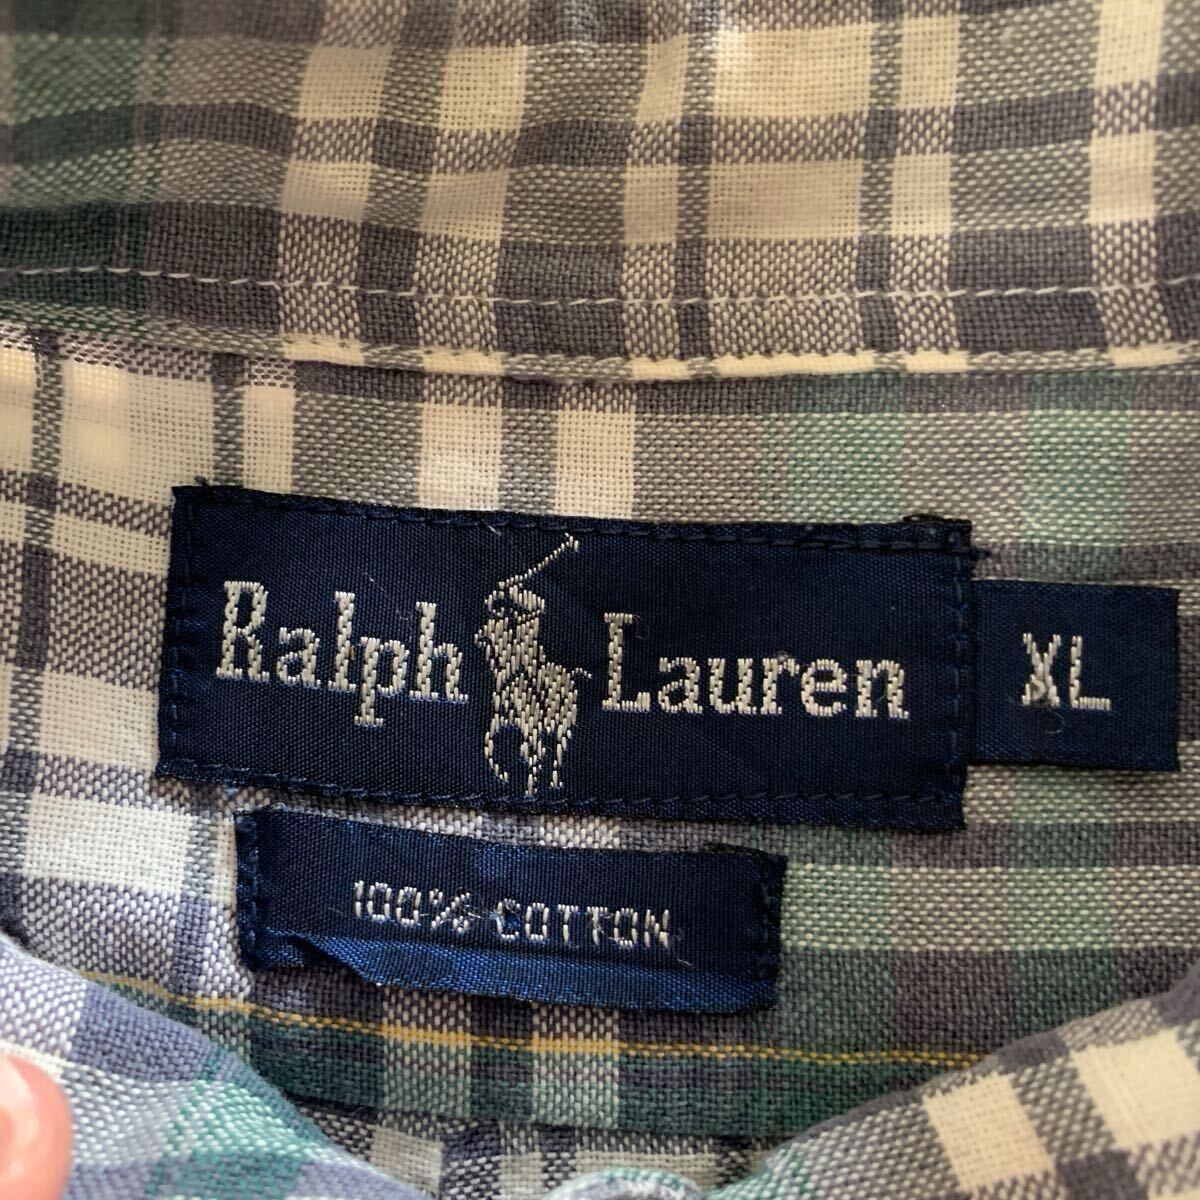 Ralph Lauren
XL
100% COTTON